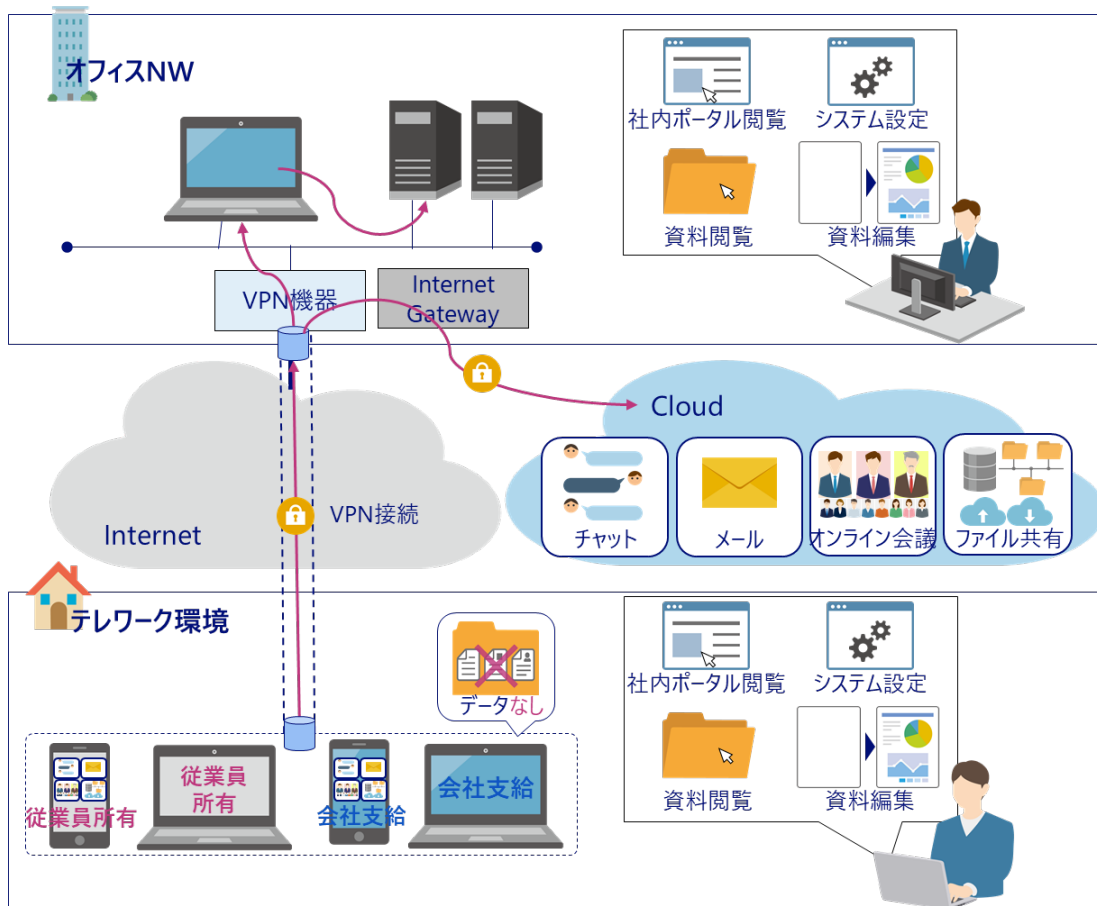 オフィスNW
社内ポータル閲覧
システム設定
資料閲覧
資料編集
VPN機器
Internet
Gateway
Cloud
Internet
VPN接続
チャット
メール
オンライン会議
ファイル共有
テレワーク環境
データなし
従業員所有
従業員
所有
会社支給
会社支給
社内ポータル閲覧
システム設定
資料閲覧
資料編集